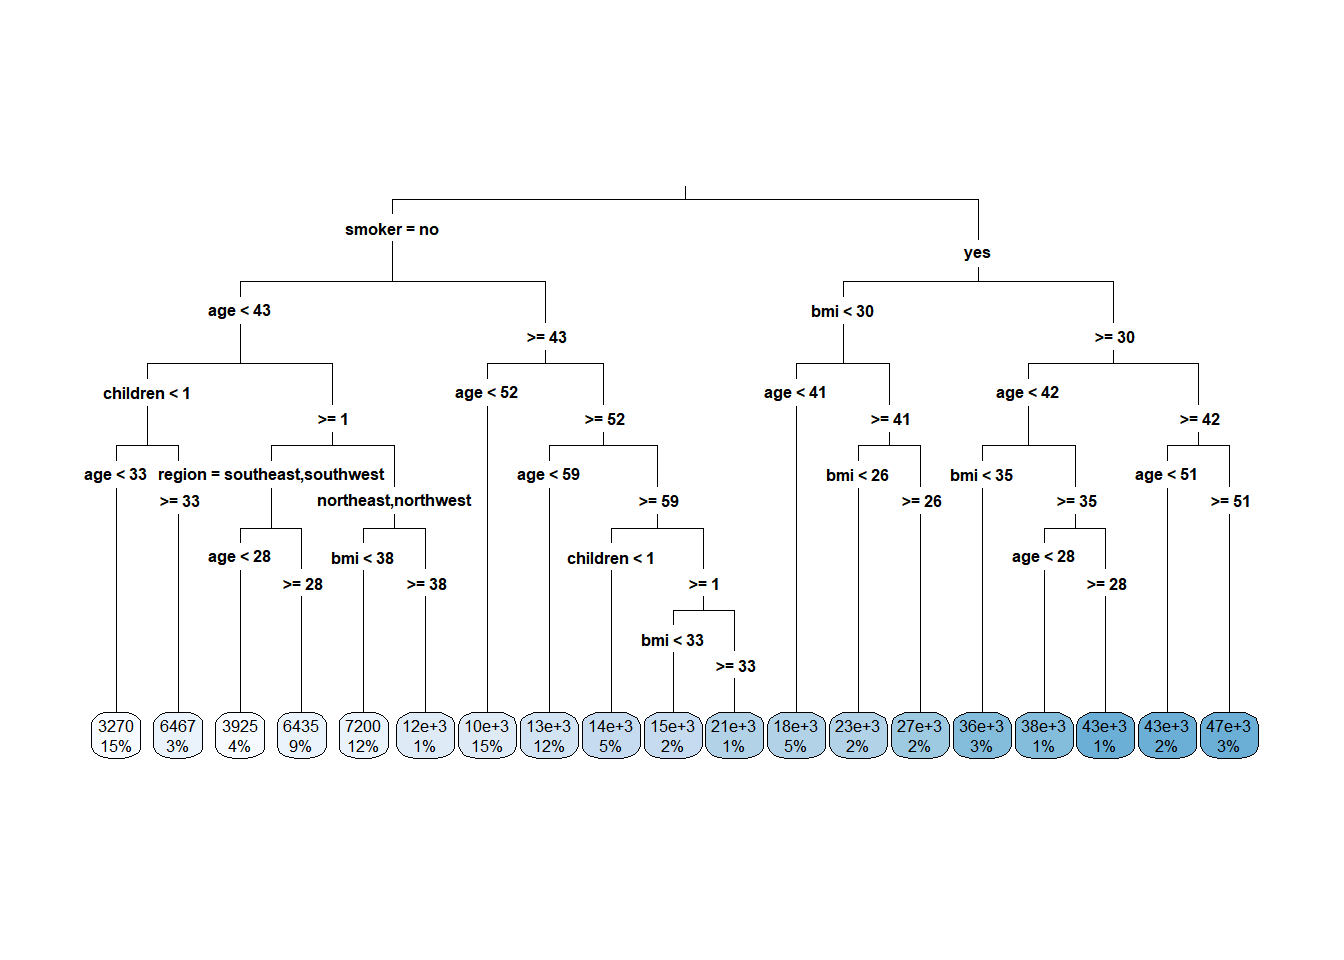 smoker = no
yes
age < 43
bmi < 30
>= 43
>= 30
children < 1
age < 52
age < 41
age < 42
>= 1
>= 52
>= 41
>= 42
age < 33
region = southeast,southwest
age < 59
bmi < 26
bmi < 35
age < 51
>= 33
northeast,northwest
>= 59
>= 26
>= 35
>= 51
age < 28
bmi < 38
children < 1
age < 28
>= 28
>= 38
>= 1
>= 28
bmi < 33
>= 33
3270
15%
6467
3%
3925
4%
6435
9%
7200
12%
12e+3
1%
10e+3
15%
13e+3
12%
14e+3
5%
15e+3
2%
21e+3
1%
18e+3
5%
23e+3
2%
27e+3
2%
36e+3
3%
38e+3
1%
43e+3
1%
43e+3
2%
47e+3
3%